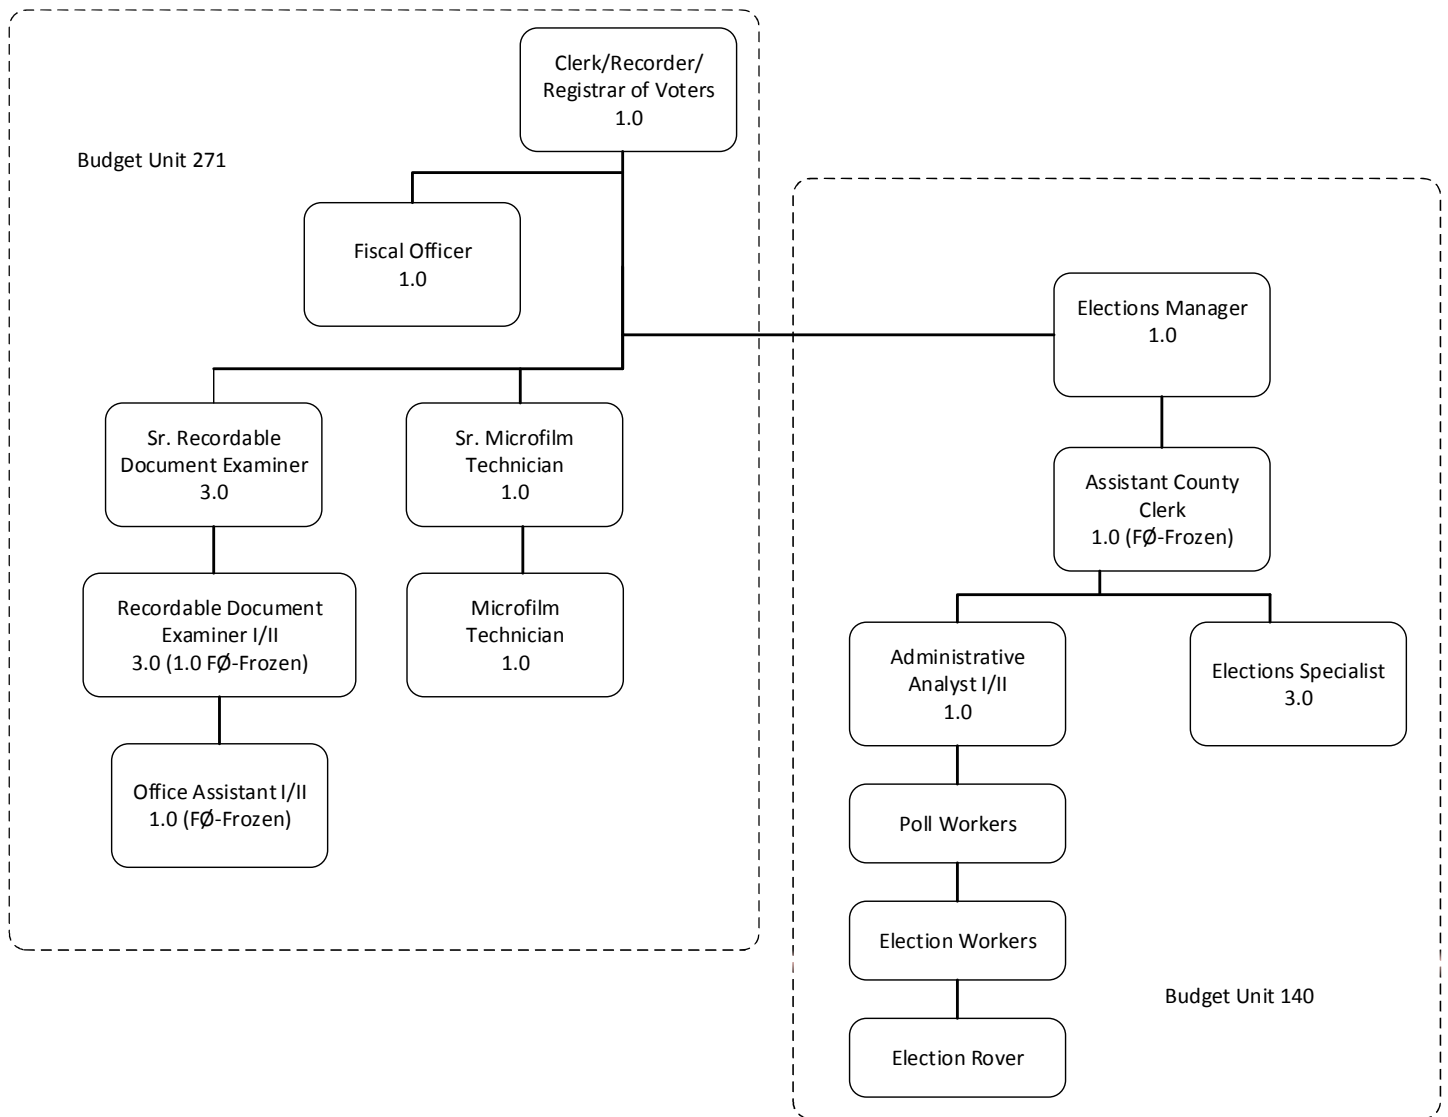 Clerk/Recorder/
Registrar of Voters
1.0
Budget Unit 271
Fiscal Officer
1.0
Elections Manager
1.0
Sr. Recordable
Document Examiner
3.0
Sr. Microfilm
Technician
1.0
Assistant County
Clerk
1.0 (FØ-Frozen)
Recordable Document
Examiner I/II
3.0 (1.0 FØ-Frozen)
Microfilm
Technician
1.0
Administrative
Analyst I/II
1.0
Elections Specialist
3.0
Office Assistant I/II
1.0 (FØ-Frozen)
Poll Workers
Election Workers
Budget Unit 140
Election Rover